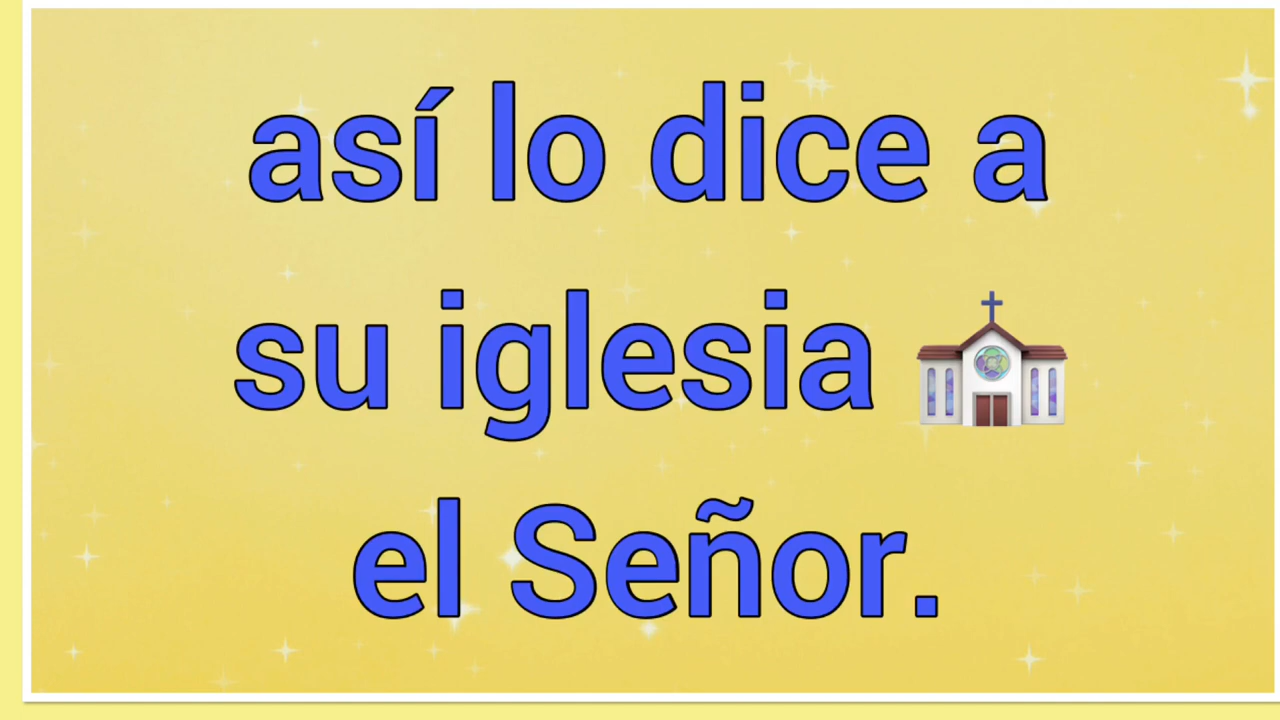 así lo dice a
su iglesia ⛪
el Señor.